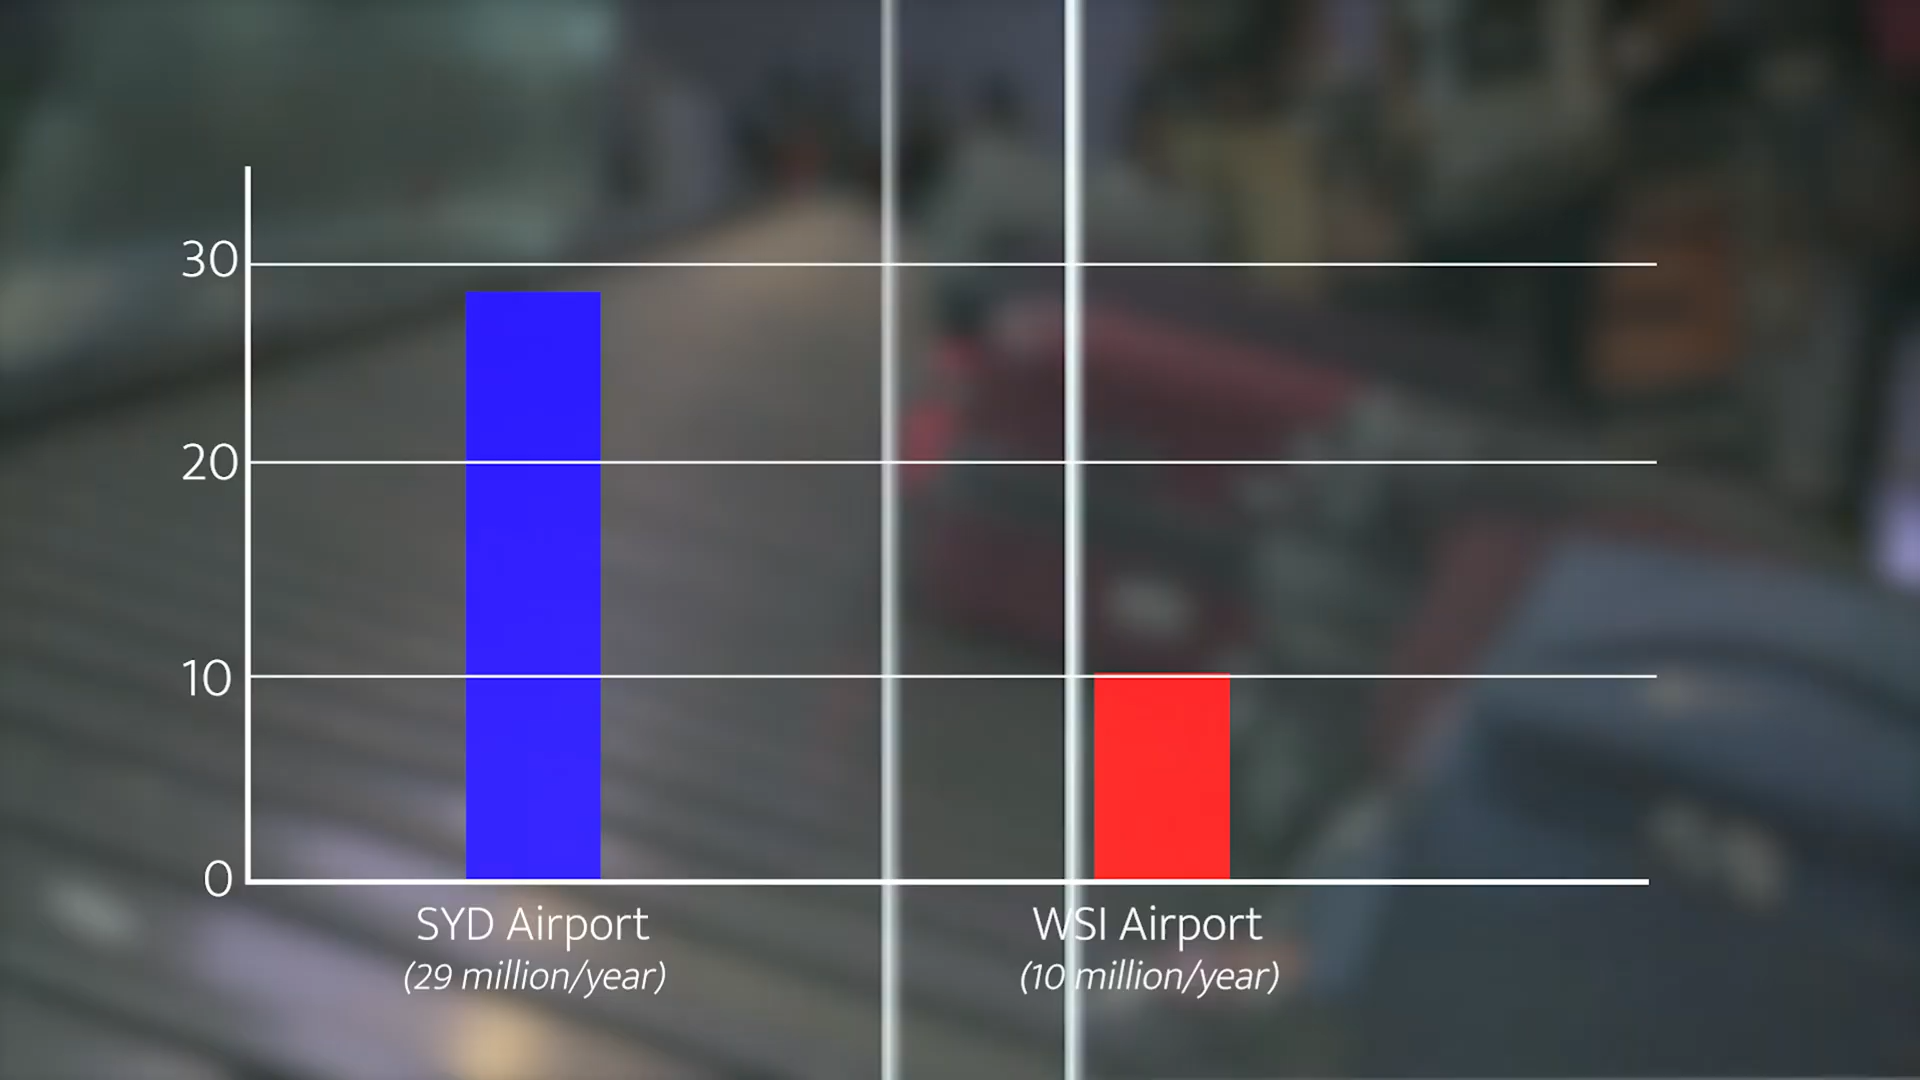 30
20
10
0
SYD Airport
(29 million/year)
WSI Airport
(10 million/year)